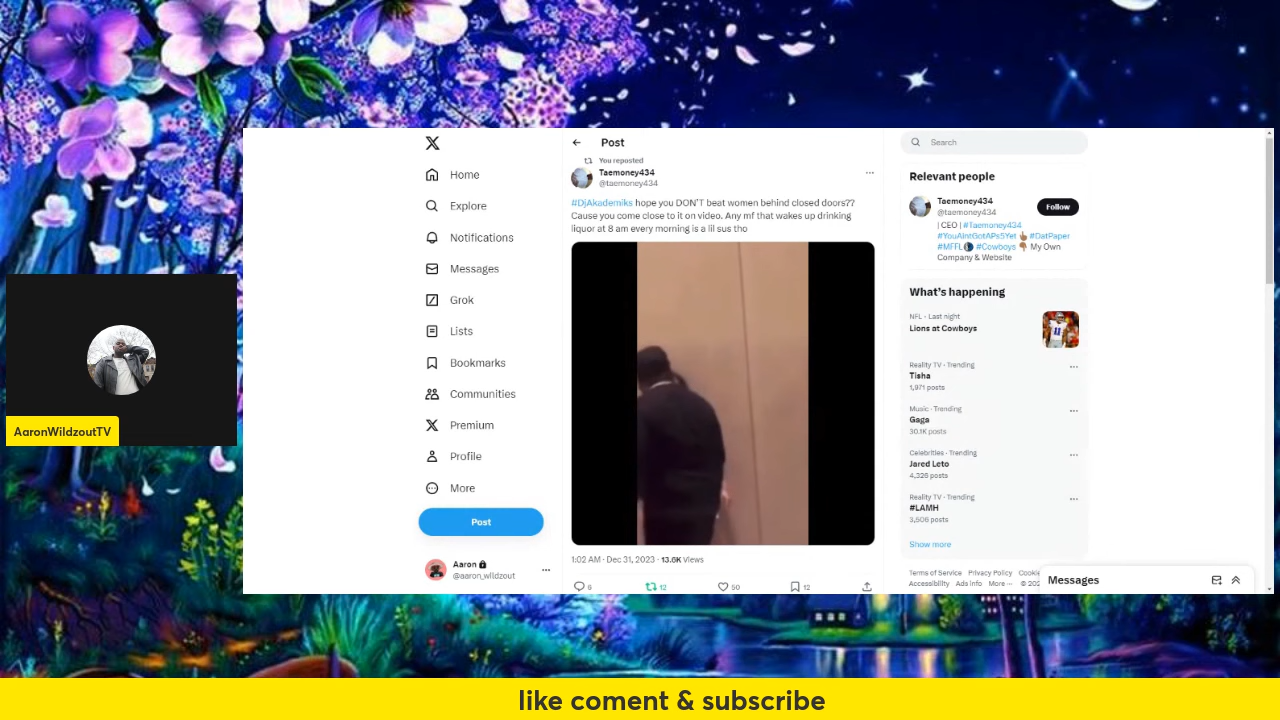 AaronWildzoutTV
Home
Explore
Notifications
Messages
Grok
Lists
Bookmarks
Communities
Premium
Profile
More
Post
Aaron
@aaron_wildzout
Post
You reposted
Taemoney434
@taemoney434
#DjAkademiks hope you DON'T beat women behind closed doors??
Cause you come close to it on video. Any mf that wakes up drinking
liquor at 8 am every morning is a lil sus tho
1:02 AM · Dec 31, 2023 · 13.6K Views
6 12 50 12
Search
Relevant people
Taemoney434
@taemoney434
Follow
| CEO | #Taemoney434
#YouAintGotAPs5Yet 👆🏾 #DatPaper
#MFFL🌘 #Cowboys 👇🏾 My Own
Company & Website
What's happening
NFL · Last night
Lions at Cowboys
Reality TV · Trending
Tisha
1,971 posts
Music · Trending
Gaga
30.1K posts
Celebrities · Trending
Jared Leto
4,326 posts
Reality TV · Trending
#LAMH
3,506 posts
Show more
Terms of Service Privacy Policy Cookie
Accessibility Ads info More ··· © 202
Messages
like coment & subscribe